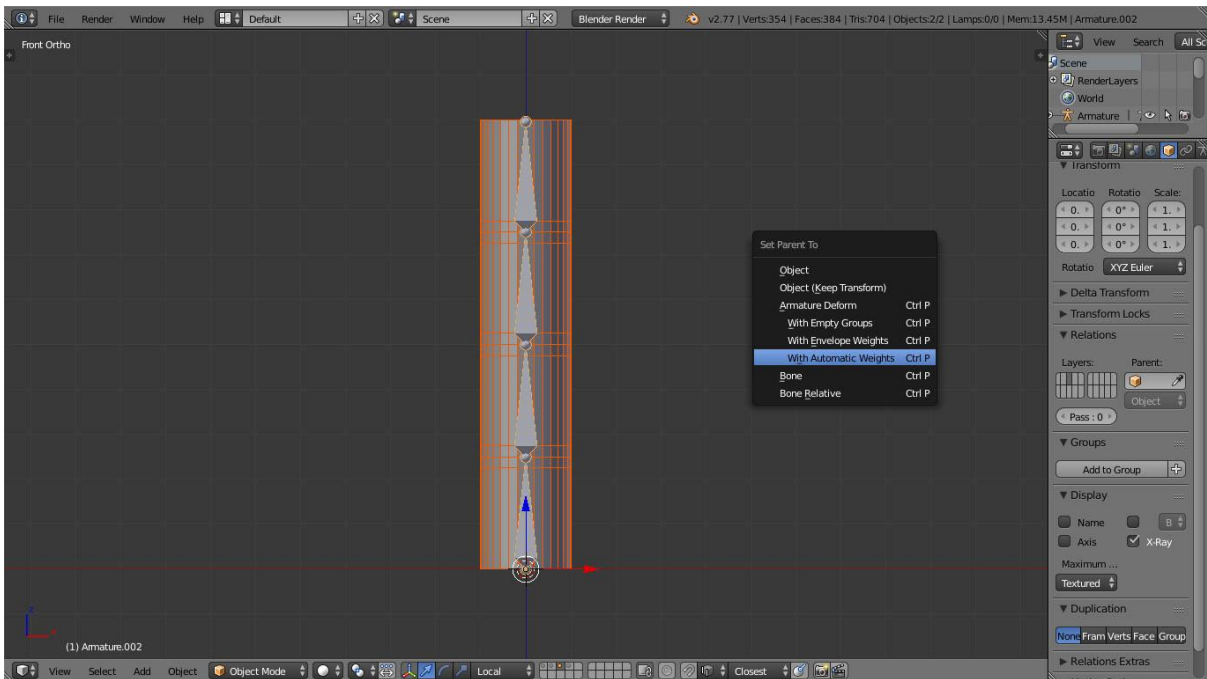 File Render Window Help Default Scene Blender Render v2.77 | Verts:354 | Faces:384 | Tris:704 | Objects:2/2 | Lamps:0/0 | Mem:13.45M | Armature.002
Front Ortho
View Search All Sc
Scene
RenderLayers
World
Armature
Transform
Locatio Rotatio Scale:
0. 0° 1.
0. 0° 1.
0. 0° 1.
Rotatio XYZ Euler
Delta Transform
Transform Locks
Relations
Layers: Parent:
Object
Pass : 0
Groups
Add to Group
Display
Name B
Axis X-Ray
Maximum ...
Textured
Duplication
None Fram Verts Face Group
Relations Extras
Set Parent To
Object
Object (Keep Transform)
Armature Deform Ctrl P
With Empty Groups Ctrl P
With Envelope Weights Ctrl P
With Automatic Weights Ctrl P
Bone Ctrl P
Bone Relative Ctrl P
z
x
(1) Armature.002
View Select Add Object Object Mode Local Closest